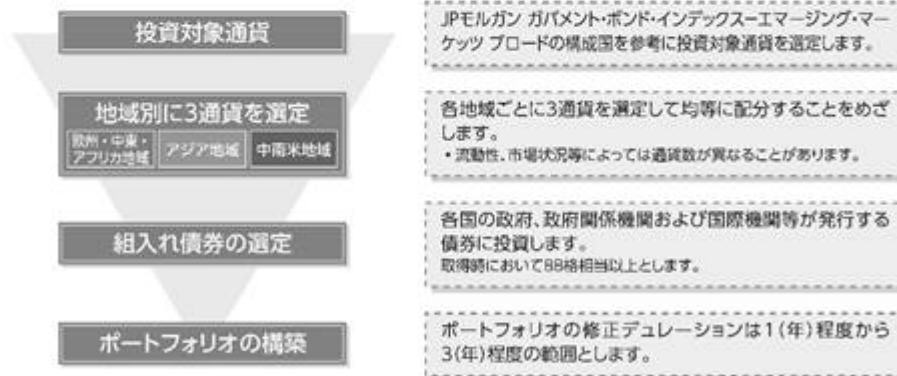 投資対象通貨
JPモルガン ガバメント・ボンド・インデックスーエマージング・マー
ケッツ ブロードの構成国を参考に投資対象通貨を選定します。
地域別に3通貨を選定
欧州・中東・
アフリカ地域
アジア地域
中南米地域
各地域ごとに3通貨を選定して均等に配分することをめざ
します。
・流動性、市場状況等によっては通貨数が異なることがあります。
組入れ債券の選定
各国の政府、政府関係機関および国際機関等が発行する
債券に投資します。
取得時においてBB格相当以上とします。
ポートフォリオの構築
ポートフォリオの修正デュレーションは1(年)程度から
3(年)程度の範囲とします。